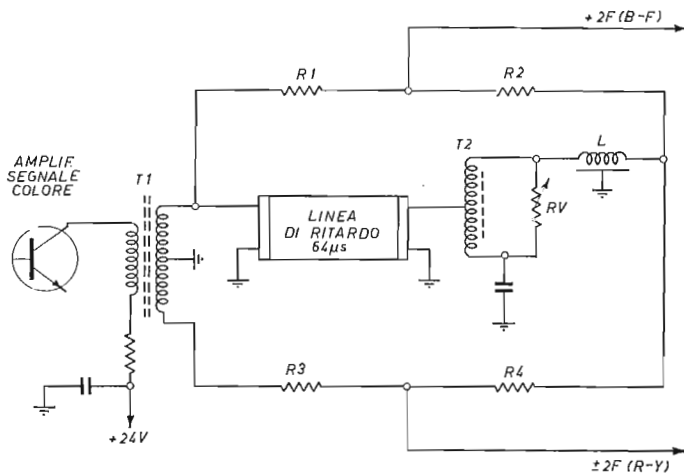 +2F(B-F)
R1
R2
AMPLIF.
SEGNALE
COLORE
T1
T2
L
LINEA
DI RITARDO
64µs
RV
R3
R4
+24V
±2F(R-Y)